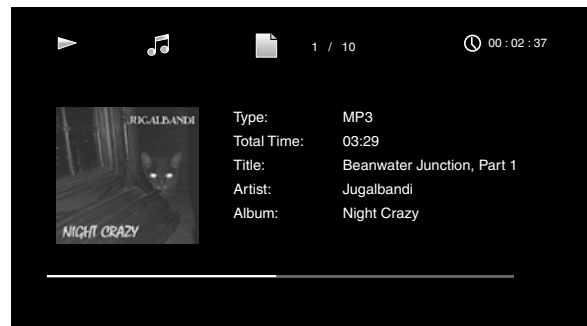 1 / 10
00 : 02 : 37
JUGALBANDI
NIGHT CRAZY
Type: MP3
Total Time: 03:29
Title: Beanwater Junction, Part 1
Artist: Jugalbandi
Album: Night Crazy